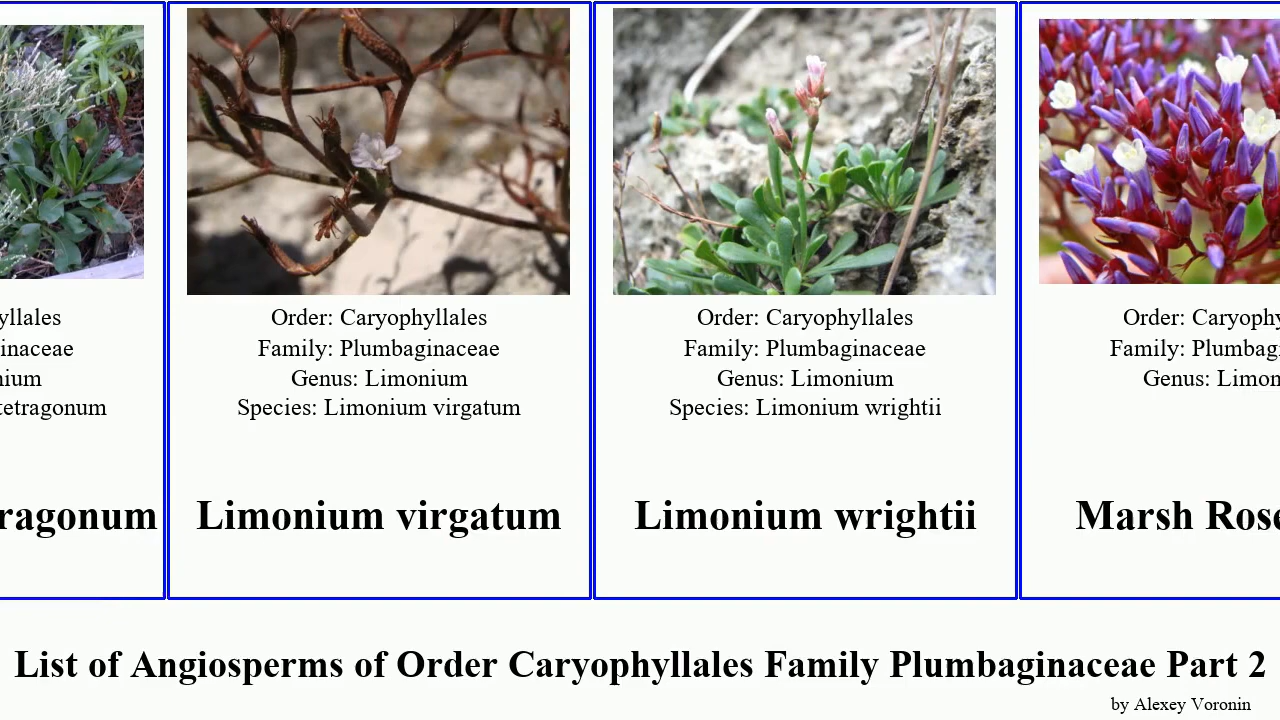 yllales
inaceae
nium
tetragonum
ragonum
Order: Caryophyllales
Family: Plumbaginaceae
Genus: Limonium
Species: Limonium virgatum
Limonium virgatum
Order: Caryophyllales
Family: Plumbaginaceae
Genus: Limonium
Species: Limonium wrightii
Limonium wrightii
Order: Caryophy
Family: Plumbagi
Genus: Limon
Marsh Rose
List of Angiosperms of Order Caryophyllales Family Plumbaginaceae Part 2
by Alexey Voronin